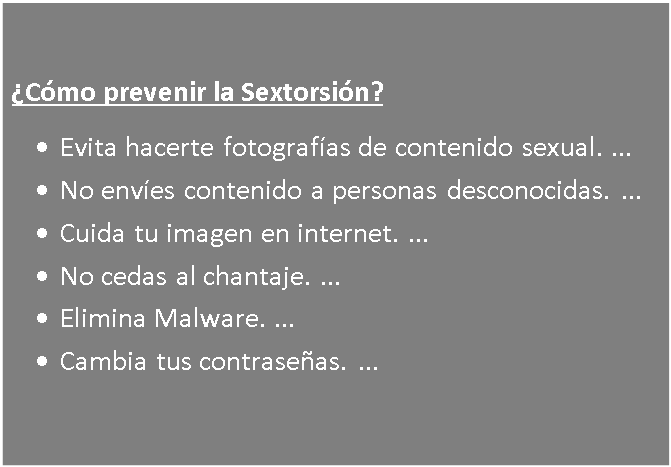 ¿Cómo prevenir la Sextorsión?
• Evita hacerte fotografías de contenido sexual. ...
• No envíes contenido a personas desconocidas. ...
• Cuida tu imagen en internet. ...
• No cedas al chantaje. ...
• Elimina Malware. ...
• Cambia tus contraseñas. ...